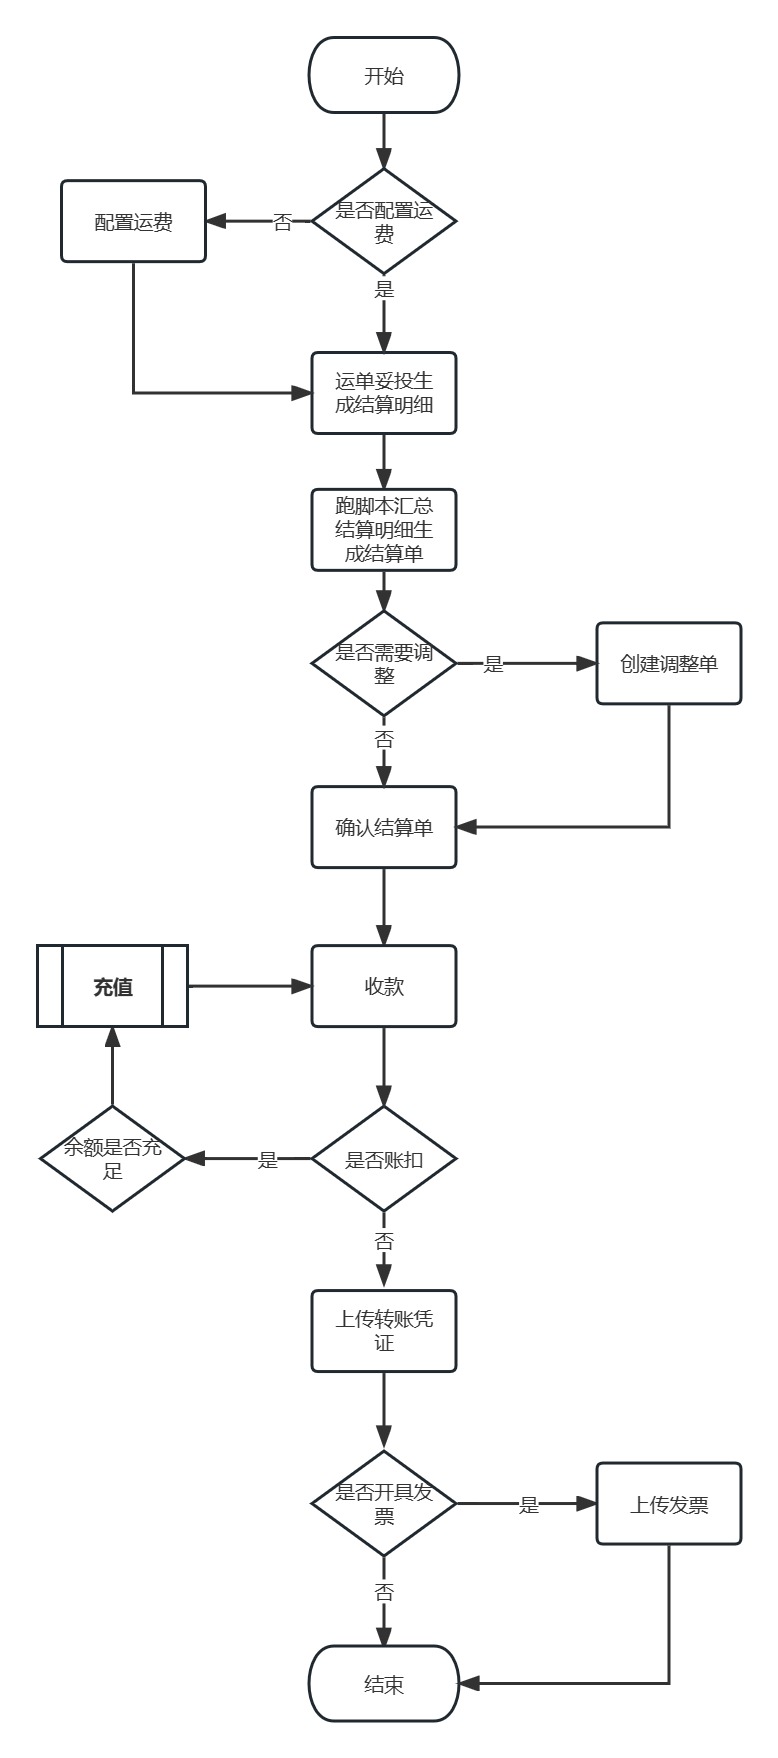 开始
是否配置运
费
否
配置运费
是
运单妥投生
成结算明细
跑脚本汇总
结算明细生
成结算单
是否需要调
整
是
创建调整单
否
确认结算单
充值
收款
余额是否充
足
是
是否账扣
否
上传转账凭
证
是否开具发
票
是
上传发票
否
结束